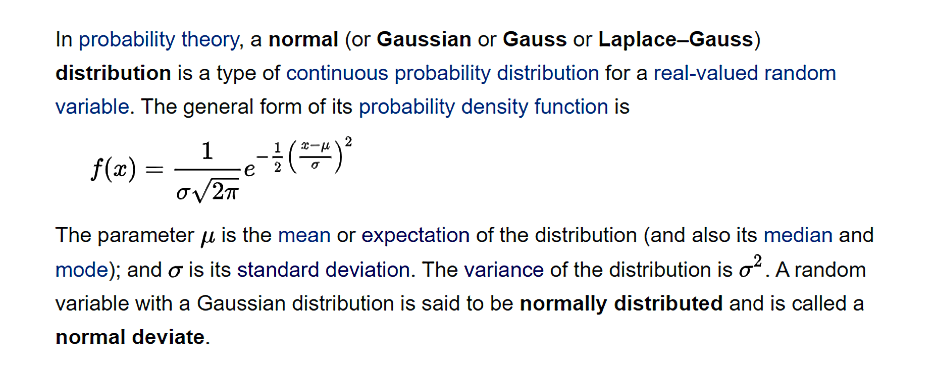 In probability theory, a normal (or Gaussian or Gauss or Laplace–Gauss)
distribution is a type of continuous probability distribution for a real-valued random
variable. The general form of its probability density function is
f(x) = \frac{1}{\sigma\sqrt{2\pi}} e^{-\frac{1}{2}\left(\frac{x-\mu}{\sigma}\right)^2}
The parameter μ is the mean or expectation of the distribution (and also its median and
mode); and σ is its standard deviation. The variance of the distribution is σ². A random
variable with a Gaussian distribution is said to be normally distributed and is called a
normal deviate.